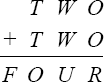 T W O
+ T W O
F O U R